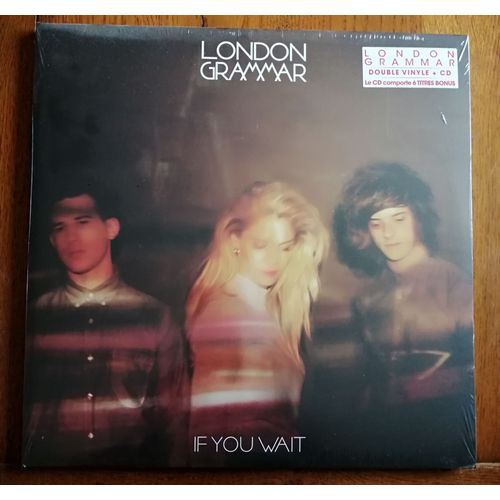 LONDON
GRAMMAR
LONDON
GRAMMAR
DOUBLE VINYLE + CD
Le CD comporte 6 TITRES BONUS
IF YOU WAIT